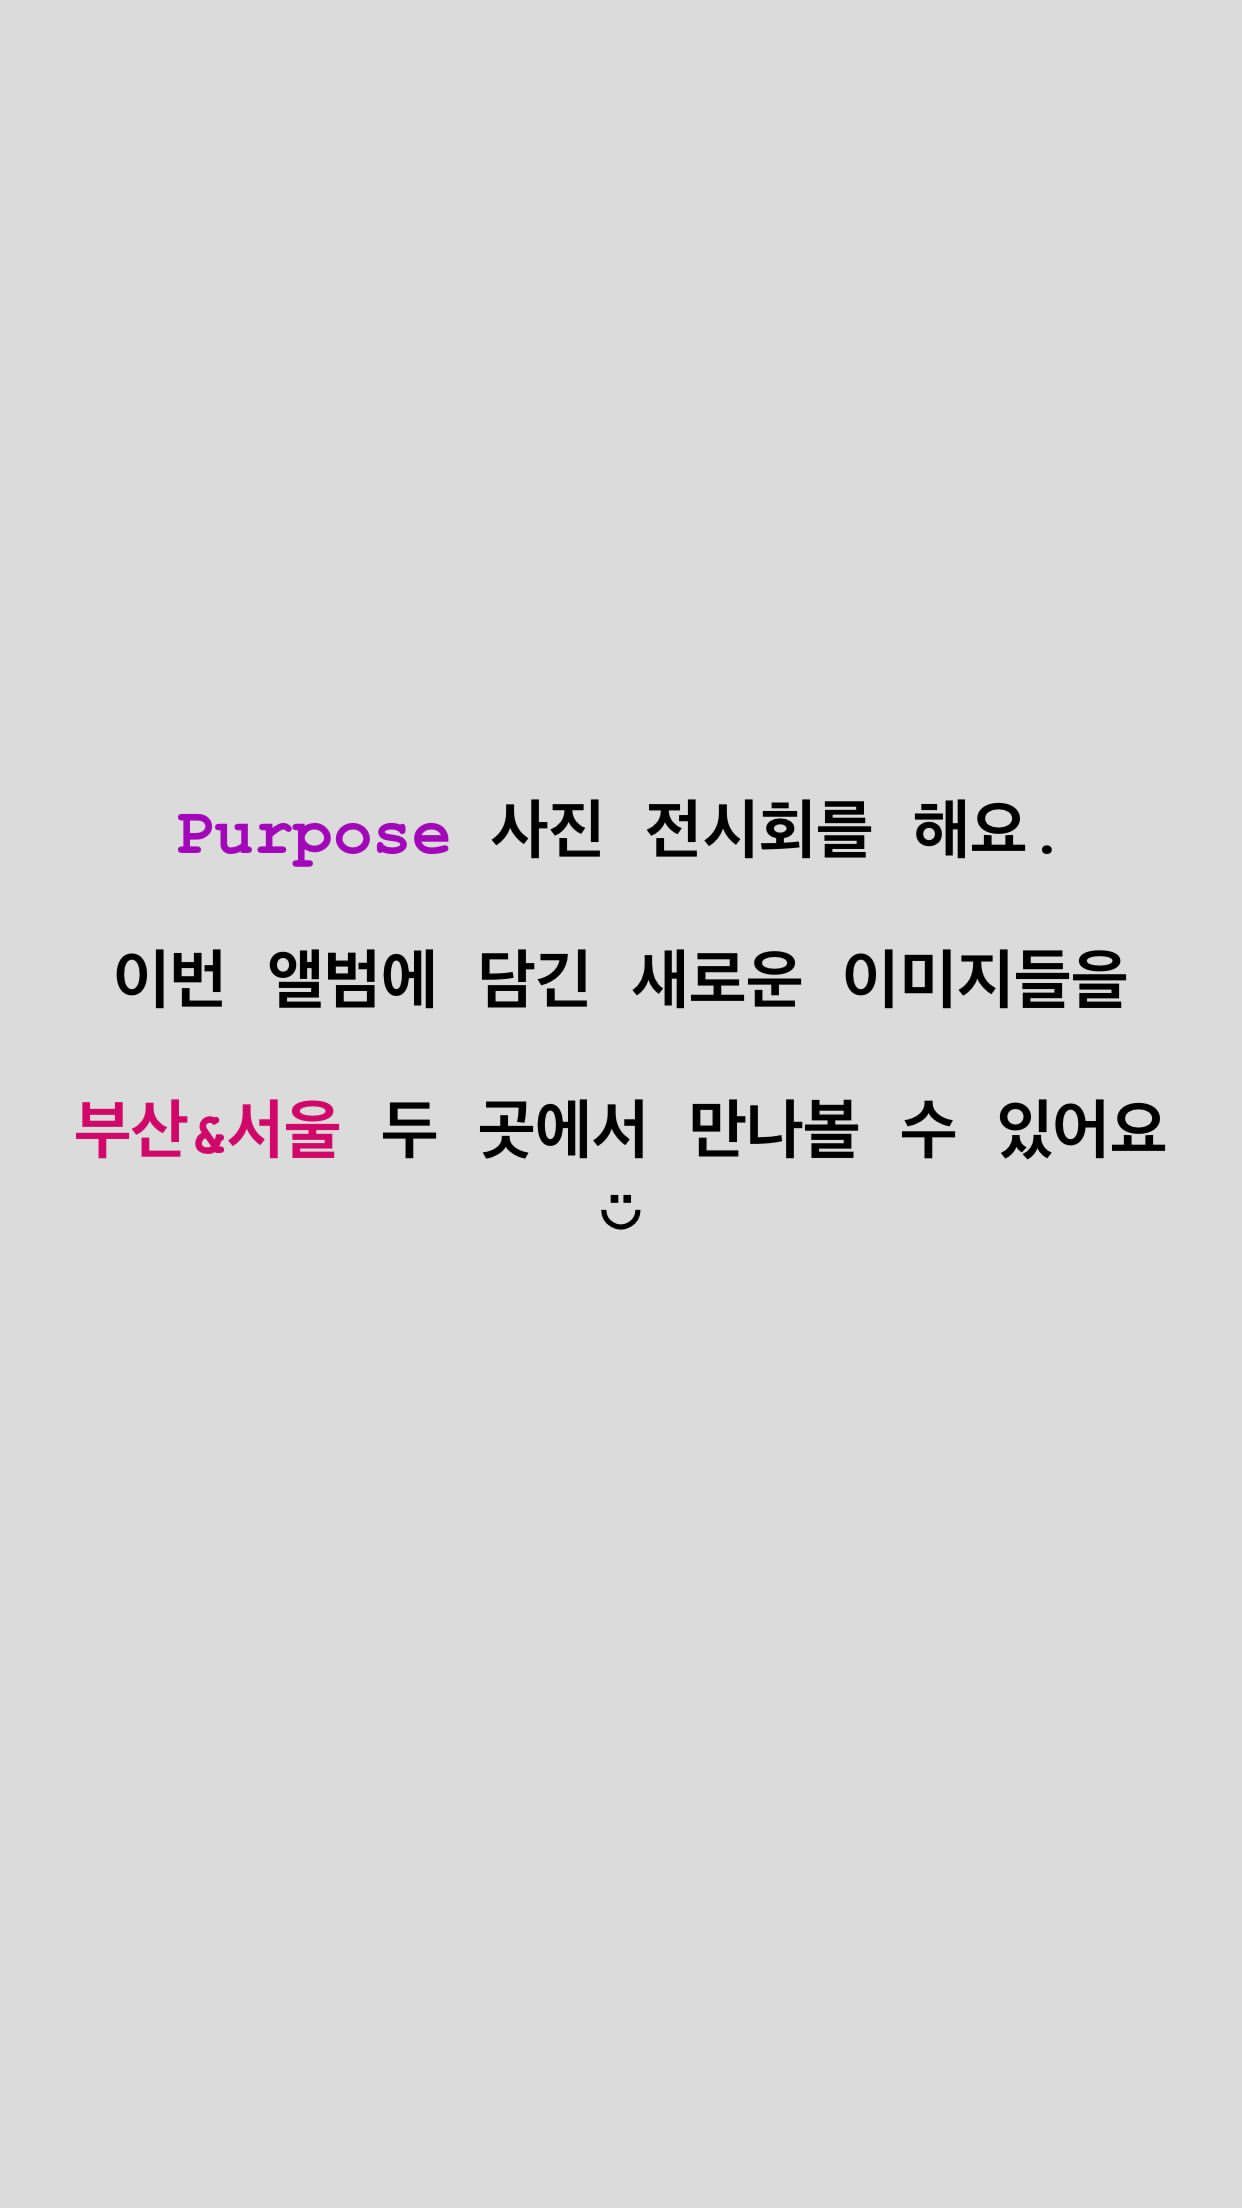 Purpose 사진 전시회를 해요.
이번 앨범에 담긴 새로운 이미지들을
부산&서울 두 곳에서 만나볼 수 있어요